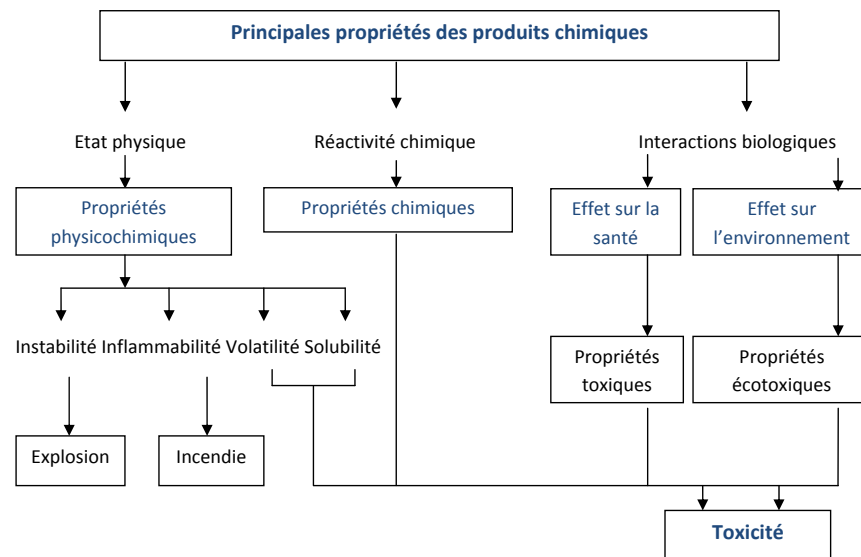 Principales propriétés des produits chimiques
Etat physique
Réactivité chimique
Interactions biologiques
Propriétés
physicochimiques
Propriétés chimiques
Effet sur la
santé
Effet sur
l’environnement
Instabilité Inflammabilité Volatilité Solubilité
Propriétés
toxiques
Propriétés
écotoxiques
Explosion
Incendie
Toxicité